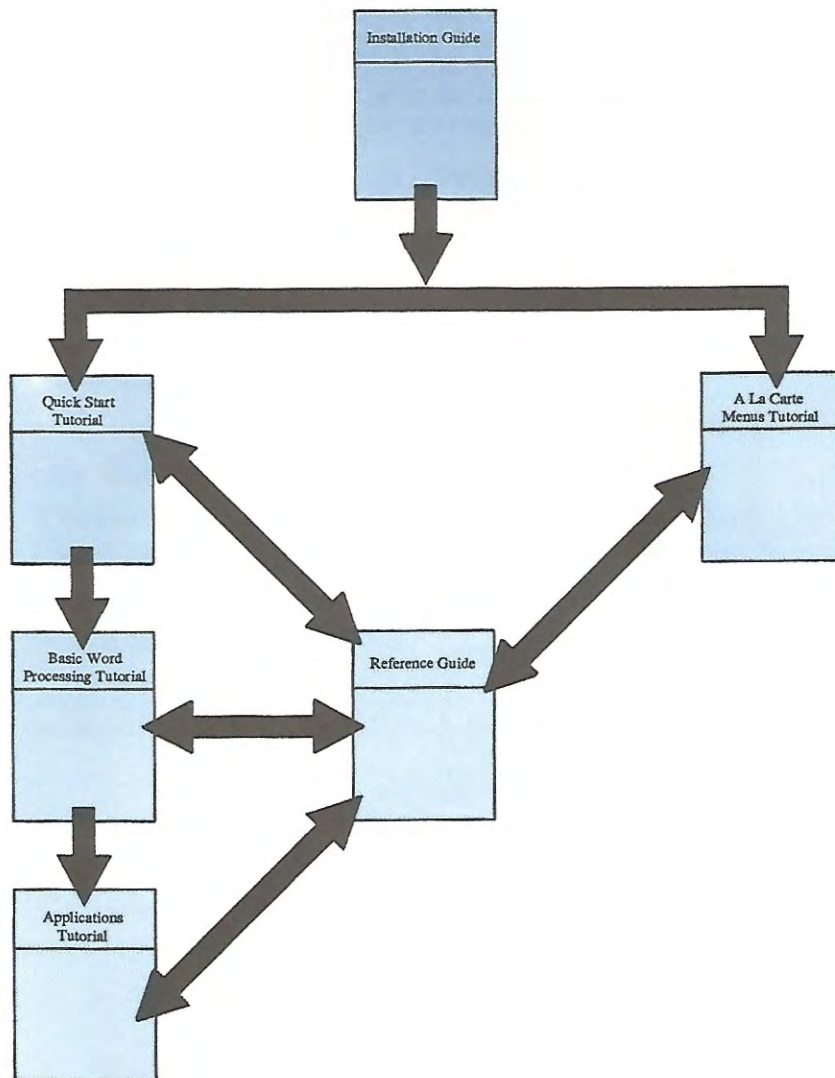 Installation Guide
Quick Start
Tutorial
A La Carte
Menus Tutorial
Basic Word
Processing Tutorial
Reference Guide
Applications
Tutorial